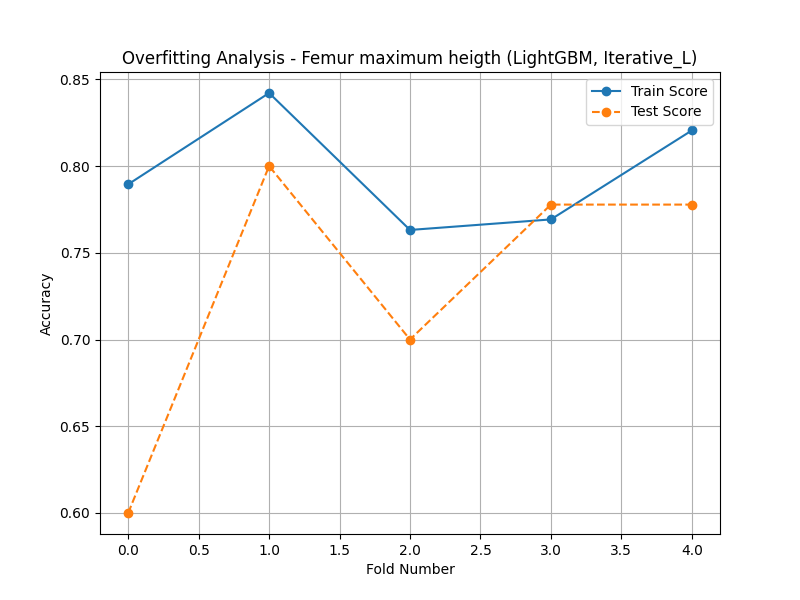 Overfitting Analysis - Femur maximum heigth (LightGBM, Iterative_L)
Train Score
Test Score
Accuracy
0.85
0.80
0.75
0.70
0.65
0.60
0.0 0.5 1.0 1.5 2.0 2.5 3.0 3.5 4.0
Fold Number